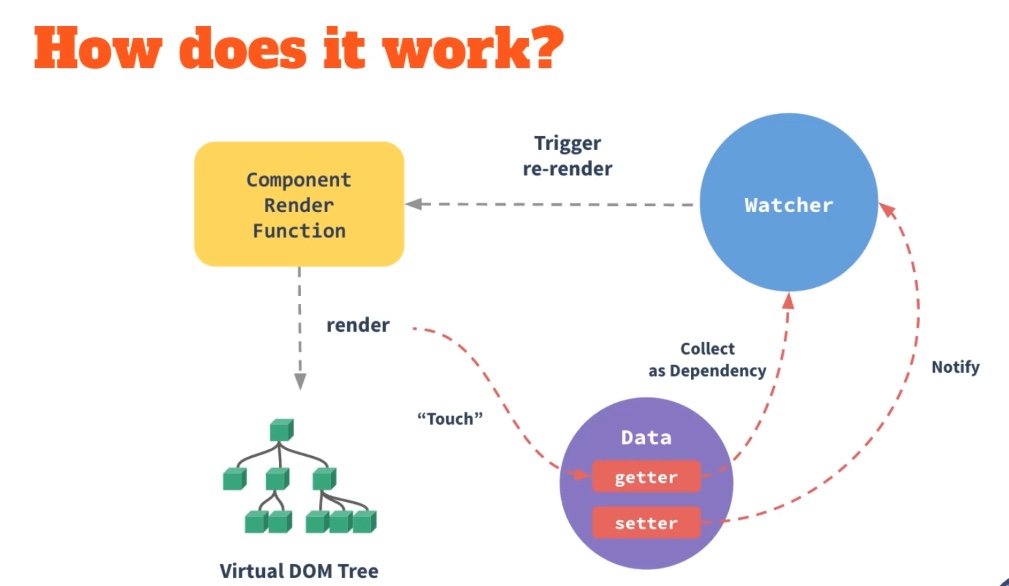 How does it work?
Trigger
re-render
Component
Render
Function
Watcher
render
Collect
as Dependency
Notify
“Touch”
Data
getter
setter
Virtual DOM Tree